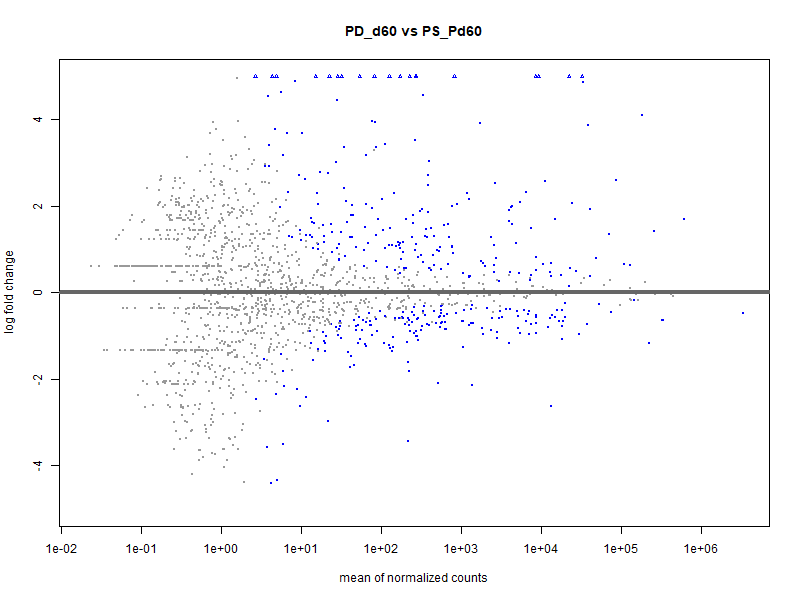 PD_d60 vs PS_Pd60
log fold change
4
2
0
-2
-4
1e-02 1e-01 1e+00 1e+01 1e+02 1e+03 1e+04 1e+05 1e+06
mean of normalized counts